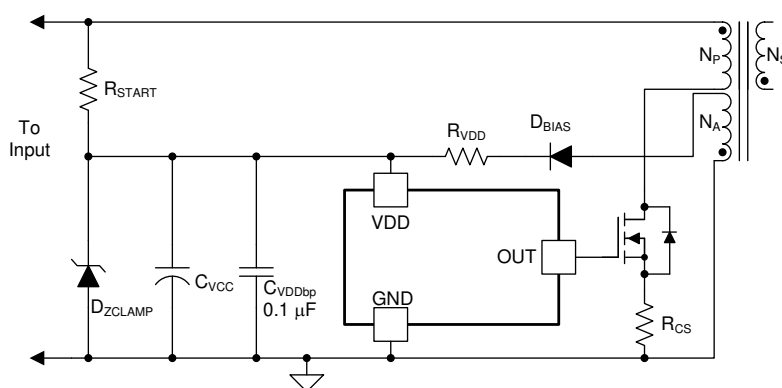 NP
NS
RSTART
To
Input
RVDD
DBIAS
NA
VDD
OUT
DZCLAMP
CVCC
CVDDbp
0.1 μF
GND
RCS